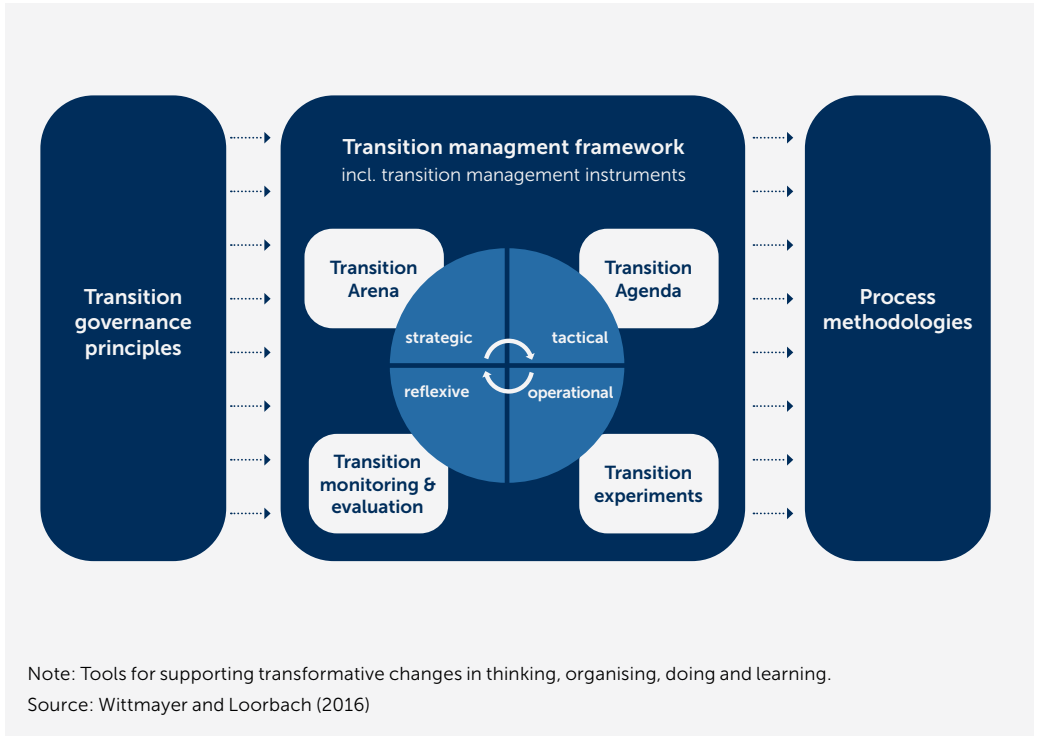 Transition managment framework
incl. transition management instruments
Transition
governance
principles
Transition
Arena
Transition
Agenda
strategic
tactical
reflexive
operational
Transition
monitoring &
evaluation
Transition
experiments
Process
methodologies
Note: Tools for supporting transformative changes in thinking, organising, doing and learning.
Source: Wittmayer and Loorbach (2016)